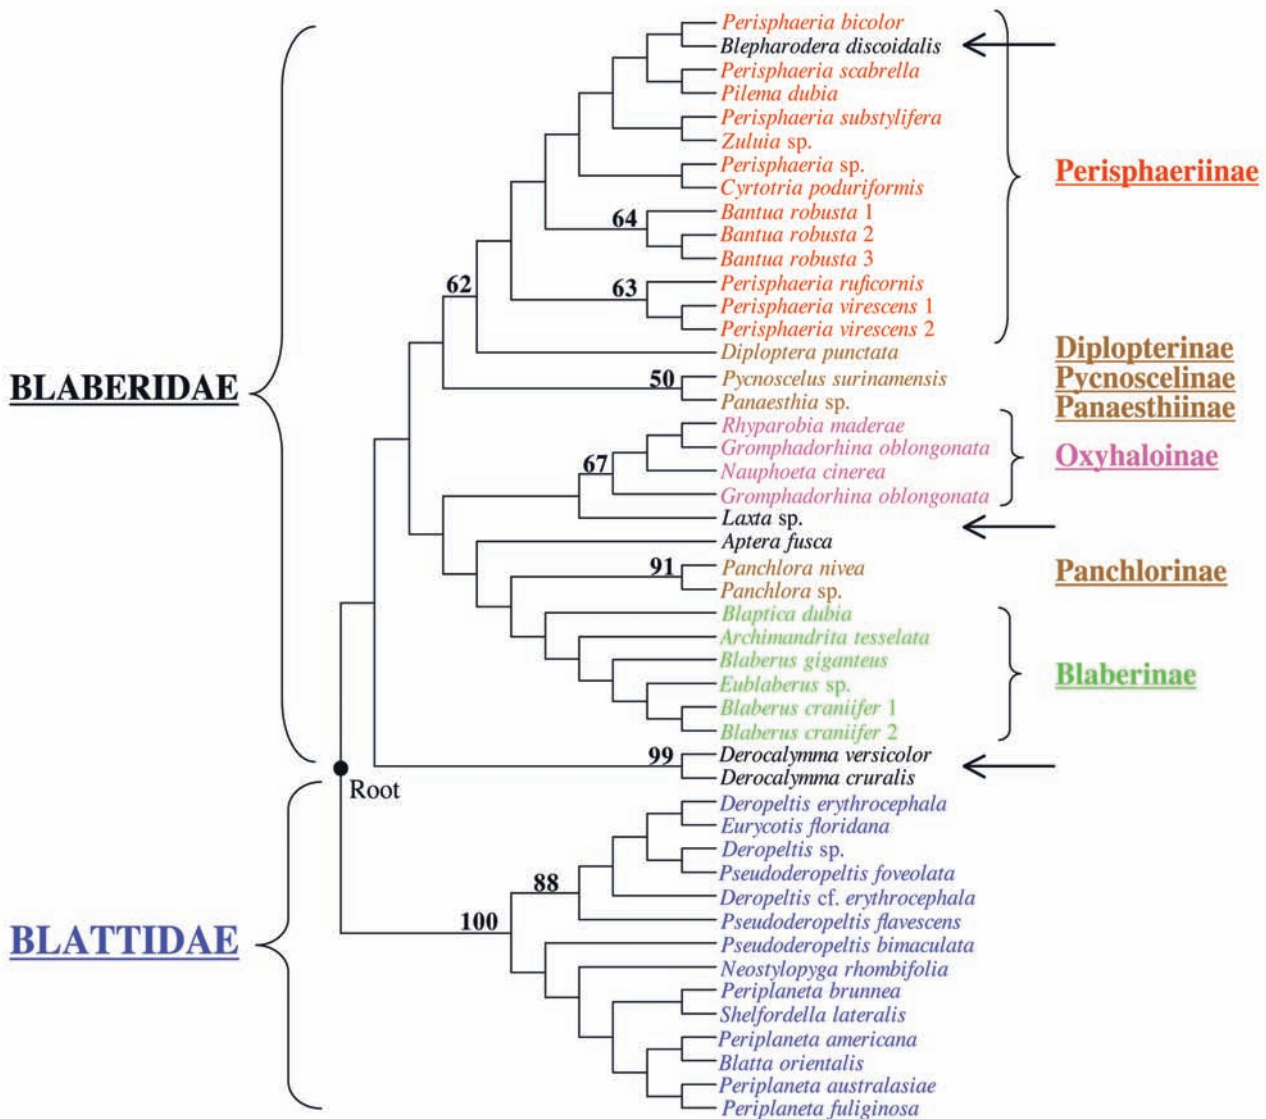 Perisphaeria bicolor
Blepharodera discoidalis
Perisphaeria scabrella
Pilema dubia
Perisphaeria substylifera
Zuluia sp.
Perisphaeria sp.
Cyrtotria poduriformis
Perisphaeriinae
64
Bantua robusta 1
Bantua robusta 2
Bantua robusta 3
62
63
Perisphaeria ruficornis
Perisphaeria virescens 1
Perisphaeria virescens 2
Diploptera punctata
Diplopterinae
BLABERIDAE
50
Pycnoscelus surinamensis
Pycnoscelinae
Panaesthia sp.
Panaesthiinae
Rhyparobia maderae
Gromphadorhina oblongonata
Oxyhaloinae
67
Nauphoeta cinerea
Gromphadorhina oblongonata
Laxta sp.
Aptera fusca
91
Panchlora nivea
Panchlorinae
Panchlora sp.
Blaptica dubia
Archimandrita tesselata
Blaberus giganteus
Blaberinae
Eublaberus sp.
Blaberus craniifer 1
Blaberus craniifer 2
99
Derocalymma versicolor
Derocalymma cruralis
Root
Deropeltis erythrocephala
Eurycotis floridana
Deropeltis sp.
Pseudoderopeltis foveolata
88
Deropeltis cf. erythrocephala
100
Pseudoderopeltis flavescens
BLATTIDAE
Pseudoderopeltis bimaculata
Neostylopyga rhombifolia
Periplaneta brunnea
Shelfordella lateralis
Periplaneta americana
Blatta orientalis
Periplaneta australasiae
Periplaneta fuliginosa